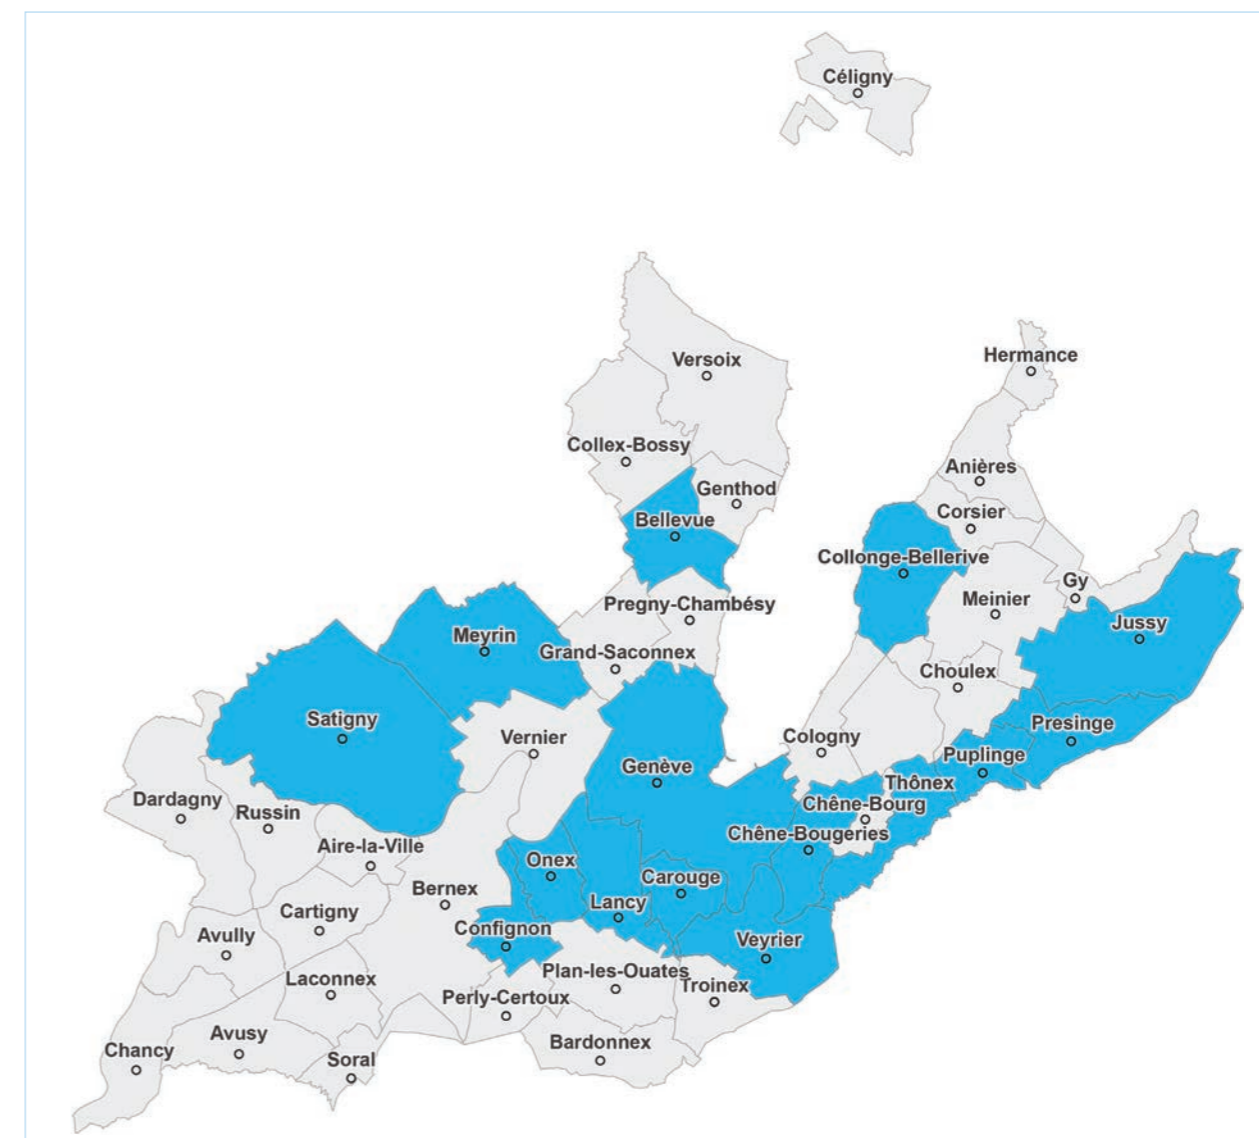 Céligny
Versoix
Hermance
Collex-Bossy
Anières
Genthod
Corsier
Bellevue
Collonge-Bellerive
Gy
Meinier
Pregny-Chambésy
Jussy
Meyrin
Grand-Saconnex
Choulex
Satigny
Presinge
Vernier
Cologny
Puplinge
Genève
Thônex
Dardagny
Chêne-Bourg
Russin
Chêne-Bougeries
Aire-la-Ville
Onex
Carouge
Bernex
Lancy
Cartigny
Confignon
Avully
Veyrier
Plan-les-Ouates
Laconnex
Troinex
Perly-Certoux
Avusy
Bardonnex
Chancy
Soral